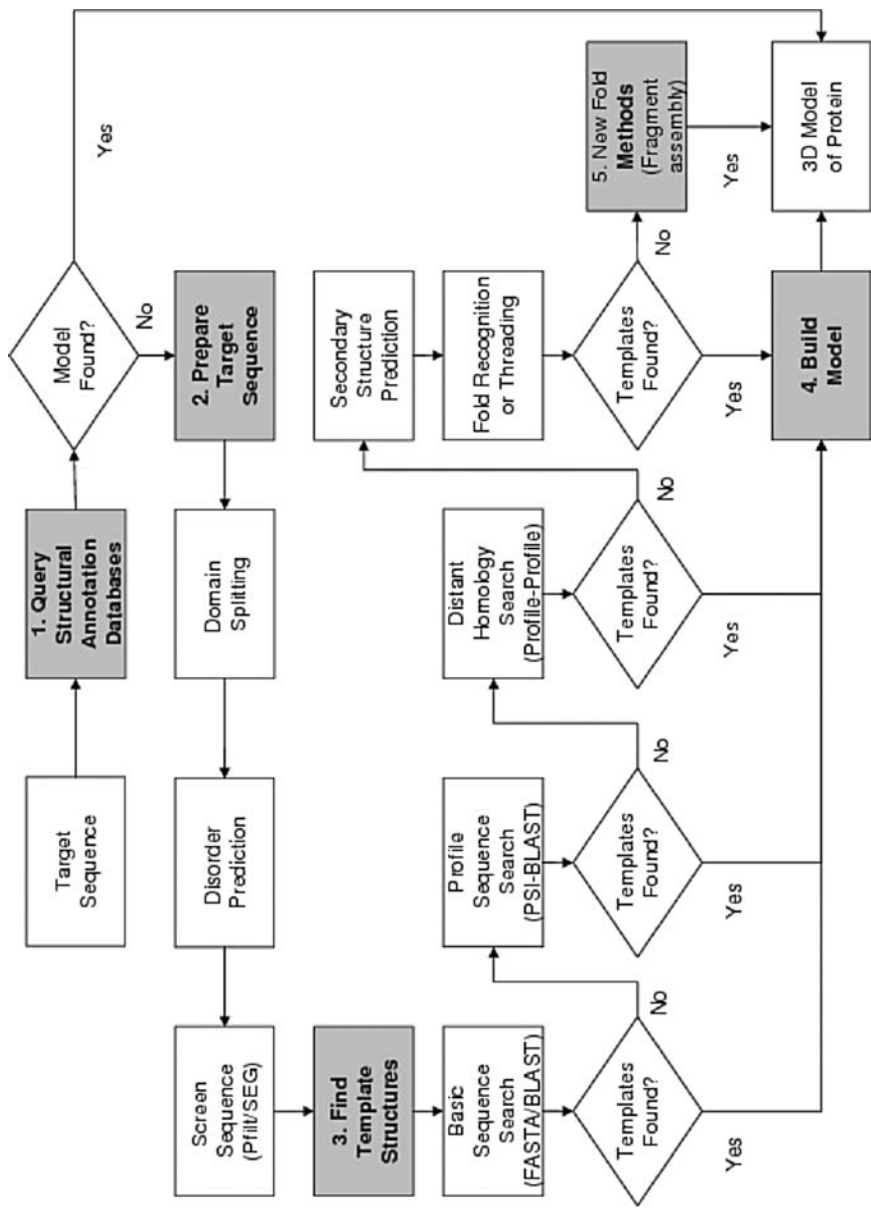 Target
Sequence
1. Query
Structural
Annotation
Databases
Model
Found?
Yes
No
2. Prepare
Target
Sequence
Domain
Splitting
Disorder
Prediction
Screen
Sequence
(Pfilt/SEG)
3. Find
Template
Structures
Basic
Sequence
Search
(FASTA/BLAST)
Templates
Found?
No
Yes
Profile
Sequence
Search
(PSI-BLAST)
Templates
Found?
No
Yes
Distant
Homology
Search
(Profile-Profile)
Templates
Found?
No
Yes
Secondary
Structure
Prediction
Fold Recognition
or Threading
Templates
Found?
No
Yes
5. New Fold
Methods
(Fragment
assembly)
Yes
4. Build
Model
3D Model
of Protein